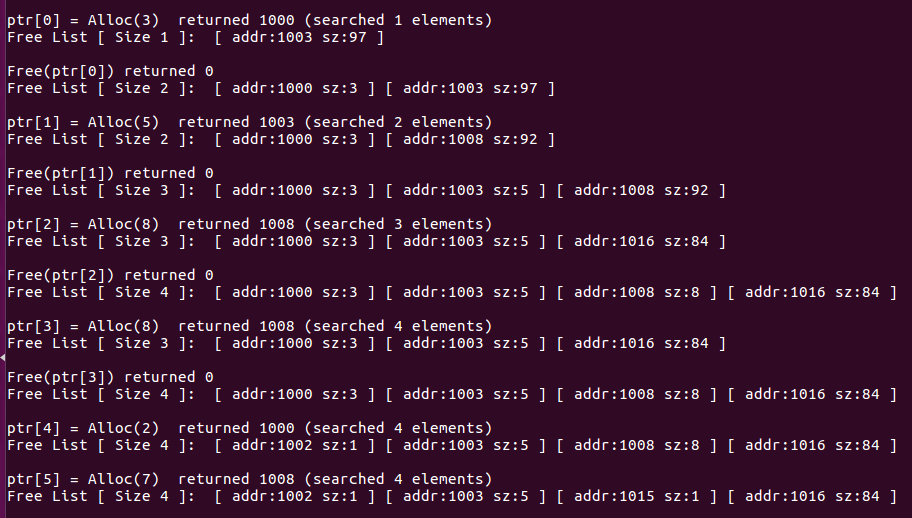 ptr[0] = Alloc(3)  returned 1000 (searched 1 elements)
Free List [ Size 1 ]:  [ addr:1003 sz:97 ]
Free(ptr[0]) returned 0
Free List [ Size 2 ]:  [ addr:1000 sz:3 ] [ addr:1003 sz:97 ]
ptr[1] = Alloc(5)  returned 1003 (searched 2 elements)
Free List [ Size 2 ]:  [ addr:1000 sz:3 ] [ addr:1008 sz:92 ]
Free(ptr[1]) returned 0
Free List [ Size 3 ]:  [ addr:1000 sz:3 ] [ addr:1003 sz:5 ] [ addr:1008 sz:92 ]
ptr[2] = Alloc(8)  returned 1008 (searched 3 elements)
Free List [ Size 3 ]:  [ addr:1000 sz:3 ] [ addr:1003 sz:5 ] [ addr:1016 sz:84 ]
Free(ptr[2]) returned 0
Free List [ Size 4 ]:  [ addr:1000 sz:3 ] [ addr:1003 sz:5 ] [ addr:1008 sz:8 ] [ addr:1016 sz:84 ]
ptr[3] = Alloc(8)  returned 1008 (searched 4 elements)
Free List [ Size 3 ]:  [ addr:1000 sz:3 ] [ addr:1003 sz:5 ] [ addr:1016 sz:84 ]
Free(ptr[3]) returned 0
Free List [ Size 4 ]:  [ addr:1000 sz:3 ] [ addr:1003 sz:5 ] [ addr:1008 sz:8 ] [ addr:1016 sz:84 ]
ptr[4] = Alloc(2)  returned 1000 (searched 4 elements)
Free List [ Size 4 ]:  [ addr:1002 sz:1 ] [ addr:1003 sz:5 ] [ addr:1008 sz:8 ] [ addr:1016 sz:84 ]
ptr[5] = Alloc(7)  returned 1008 (searched 4 elements)
Free List [ Size 4 ]:  [ addr:1002 sz:1 ] [ addr:1003 sz:5 ] [ addr:1015 sz:1 ] [ addr:1016 sz:84 ]